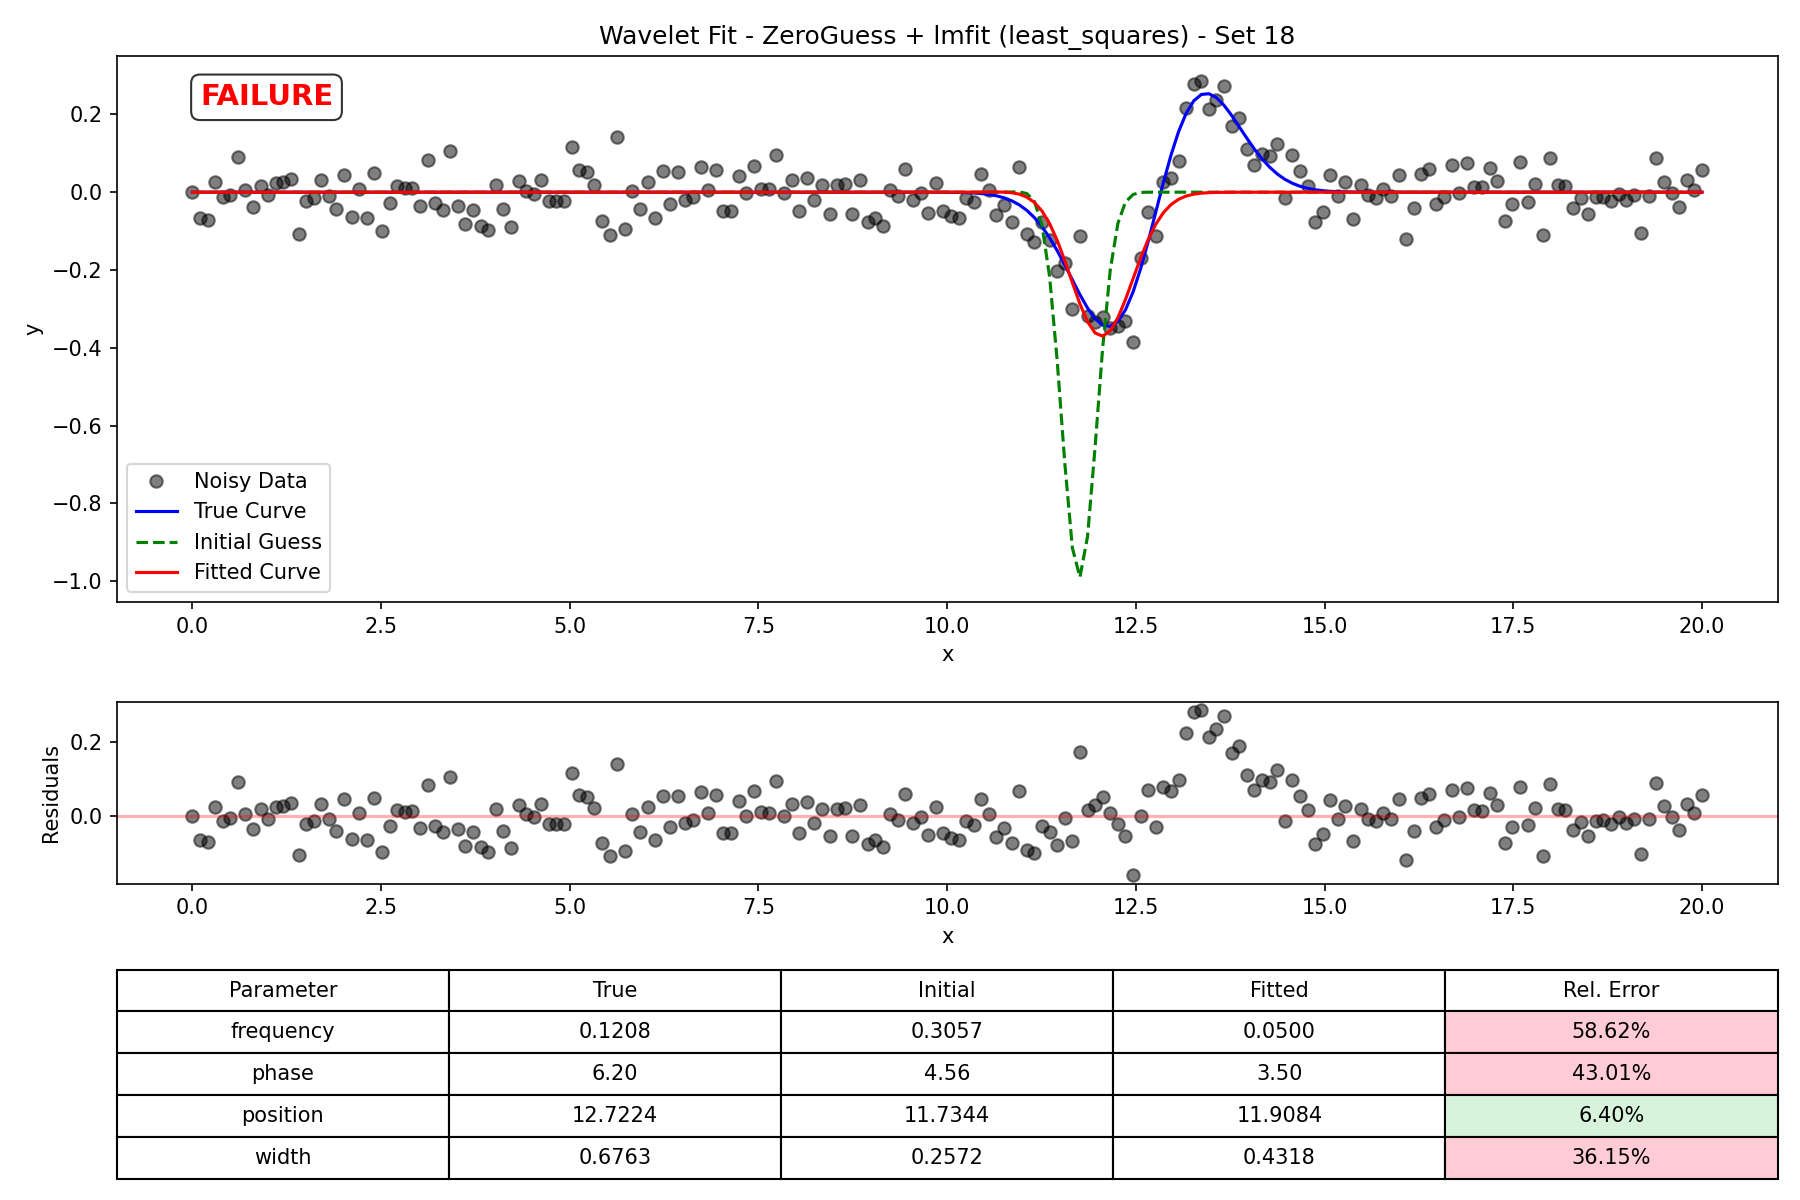 Wavelet Fit - ZeroGuess + lmfit (least_squares) - Set 18
FAILURE
0.2
0.0
−0.2
−0.4
−0.6
−0.8
−1.0
y
Noisy Data
True Curve
Initial Guess
Fitted Curve
0.0 2.5 5.0 7.5 10.0 12.5 15.0 17.5 20.0
x
0.2
0.0
Residuals
0.0 2.5 5.0 7.5 10.0 12.5 15.0 17.5 20.0
x
Parameter True Initial Fitted Rel. Error
frequency 0.1208 0.3057 0.0500 58.62%
phase 6.20 4.56 3.50 43.01%
position 12.7224 11.7344 11.9084 6.40%
width 0.6763 0.2572 0.4318 36.15%